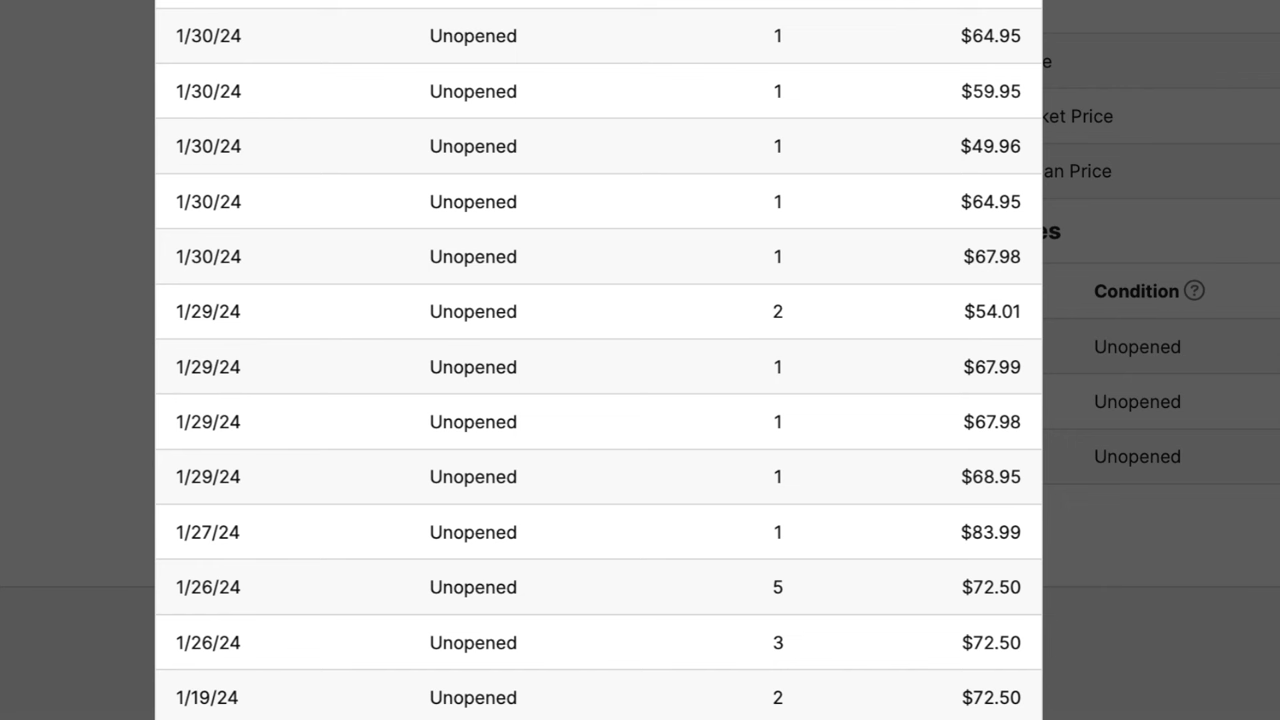 1/30/24 Unopened 1 $64.95
1/30/24 Unopened 1 $59.95
1/30/24 Unopened 1 $49.96
1/30/24 Unopened 1 $64.95
1/30/24 Unopened 1 $67.98
1/29/24 Unopened 2 $54.01
1/29/24 Unopened 1 $67.99
1/29/24 Unopened 1 $67.98
1/29/24 Unopened 1 $68.95
1/27/24 Unopened 1 $83.99
1/26/24 Unopened 5 $72.50
1/26/24 Unopened 3 $72.50
1/19/24 Unopened 2 $72.50
e
ket Price
an Price
es
Condition ?
Unopened
Unopened
Unopened